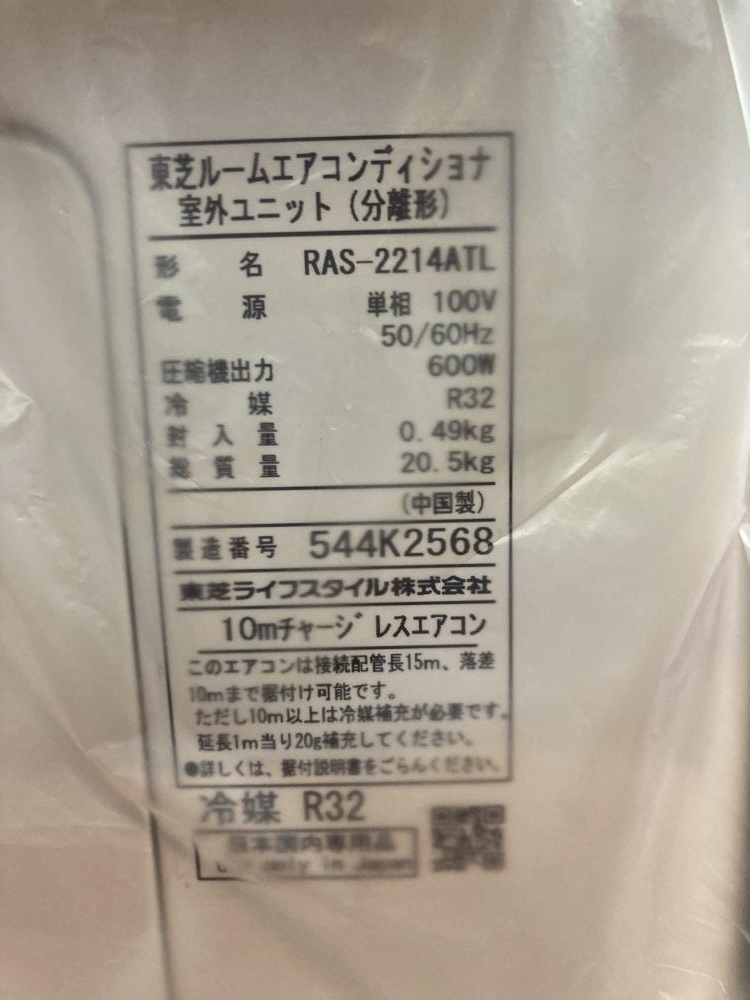 東芝ルームエアコンディショナ
室外ユニット（分離形）
形 名 RAS-2214ATL
電 源 単相 100V
50/60Hz
圧縮機出力 600W
冷 媒 R32
封 入 量 0.49kg
総 質 量 20.5kg
（中国製）
製造番号 544K2568
東芝ライフスタイル株式会社
10mチャージレスエアコン
このエアコンは接続配管長15m、落差
10mまで据付け可能です。
ただし10m以上は冷媒補充が必要です。
延長1m当り20g補充してください。
●詳しくは、据付説明書をごらんください。
冷媒 R32
日本国内専用品
only in Japan